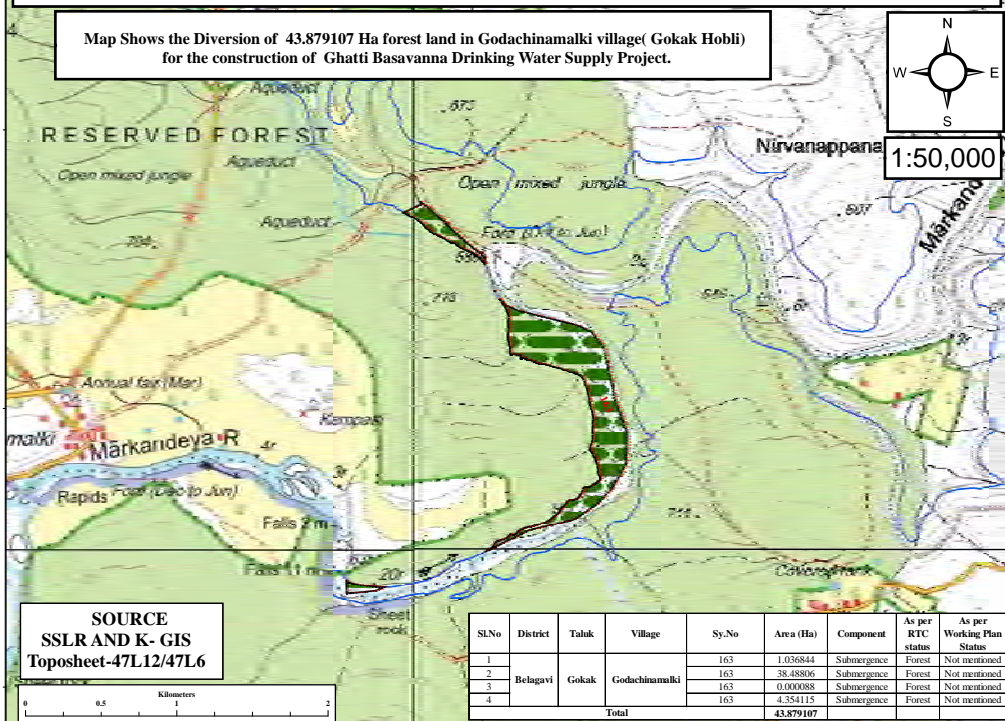 Map Shows the Diversion of 43.879107 Ha forest land in Godachinamalki village( Gokak Hobli)
for the construction of Ghatti Basavanna Drinking Water Supply Project.
N
W E
S
1:50,000
Aqueduct
673
RESERVED FOREST
Nirvanappana
Aqueduct
Open mixed jungle
Open mixed jungle
Aqueduct
Markand
Annual fair (Mar)
malki
Markandeya R
4r
Rapids Ford (Dec to Jun)
Falls 2 m
Falls 11 m
20r
Sheet
rock
SOURCE
SSLR AND K- GIS
Toposheet-47L12/47L6
Kilometers
0 0.5 1 2
Sl.No District Taluk Village Sy.No Area (Ha) Component As per RTC status As per Working Plan Status
1 Belagavi Gokak Godachinamalki 163 1.036844 Submergence Forest Not mentioned
2 163 38.48806 Submergence Forest Not mentioned
3 163 0.000088 Submergence Forest Not mentioned
4 163 4.354115 Submergence Forest Not mentioned
Total 43.879107